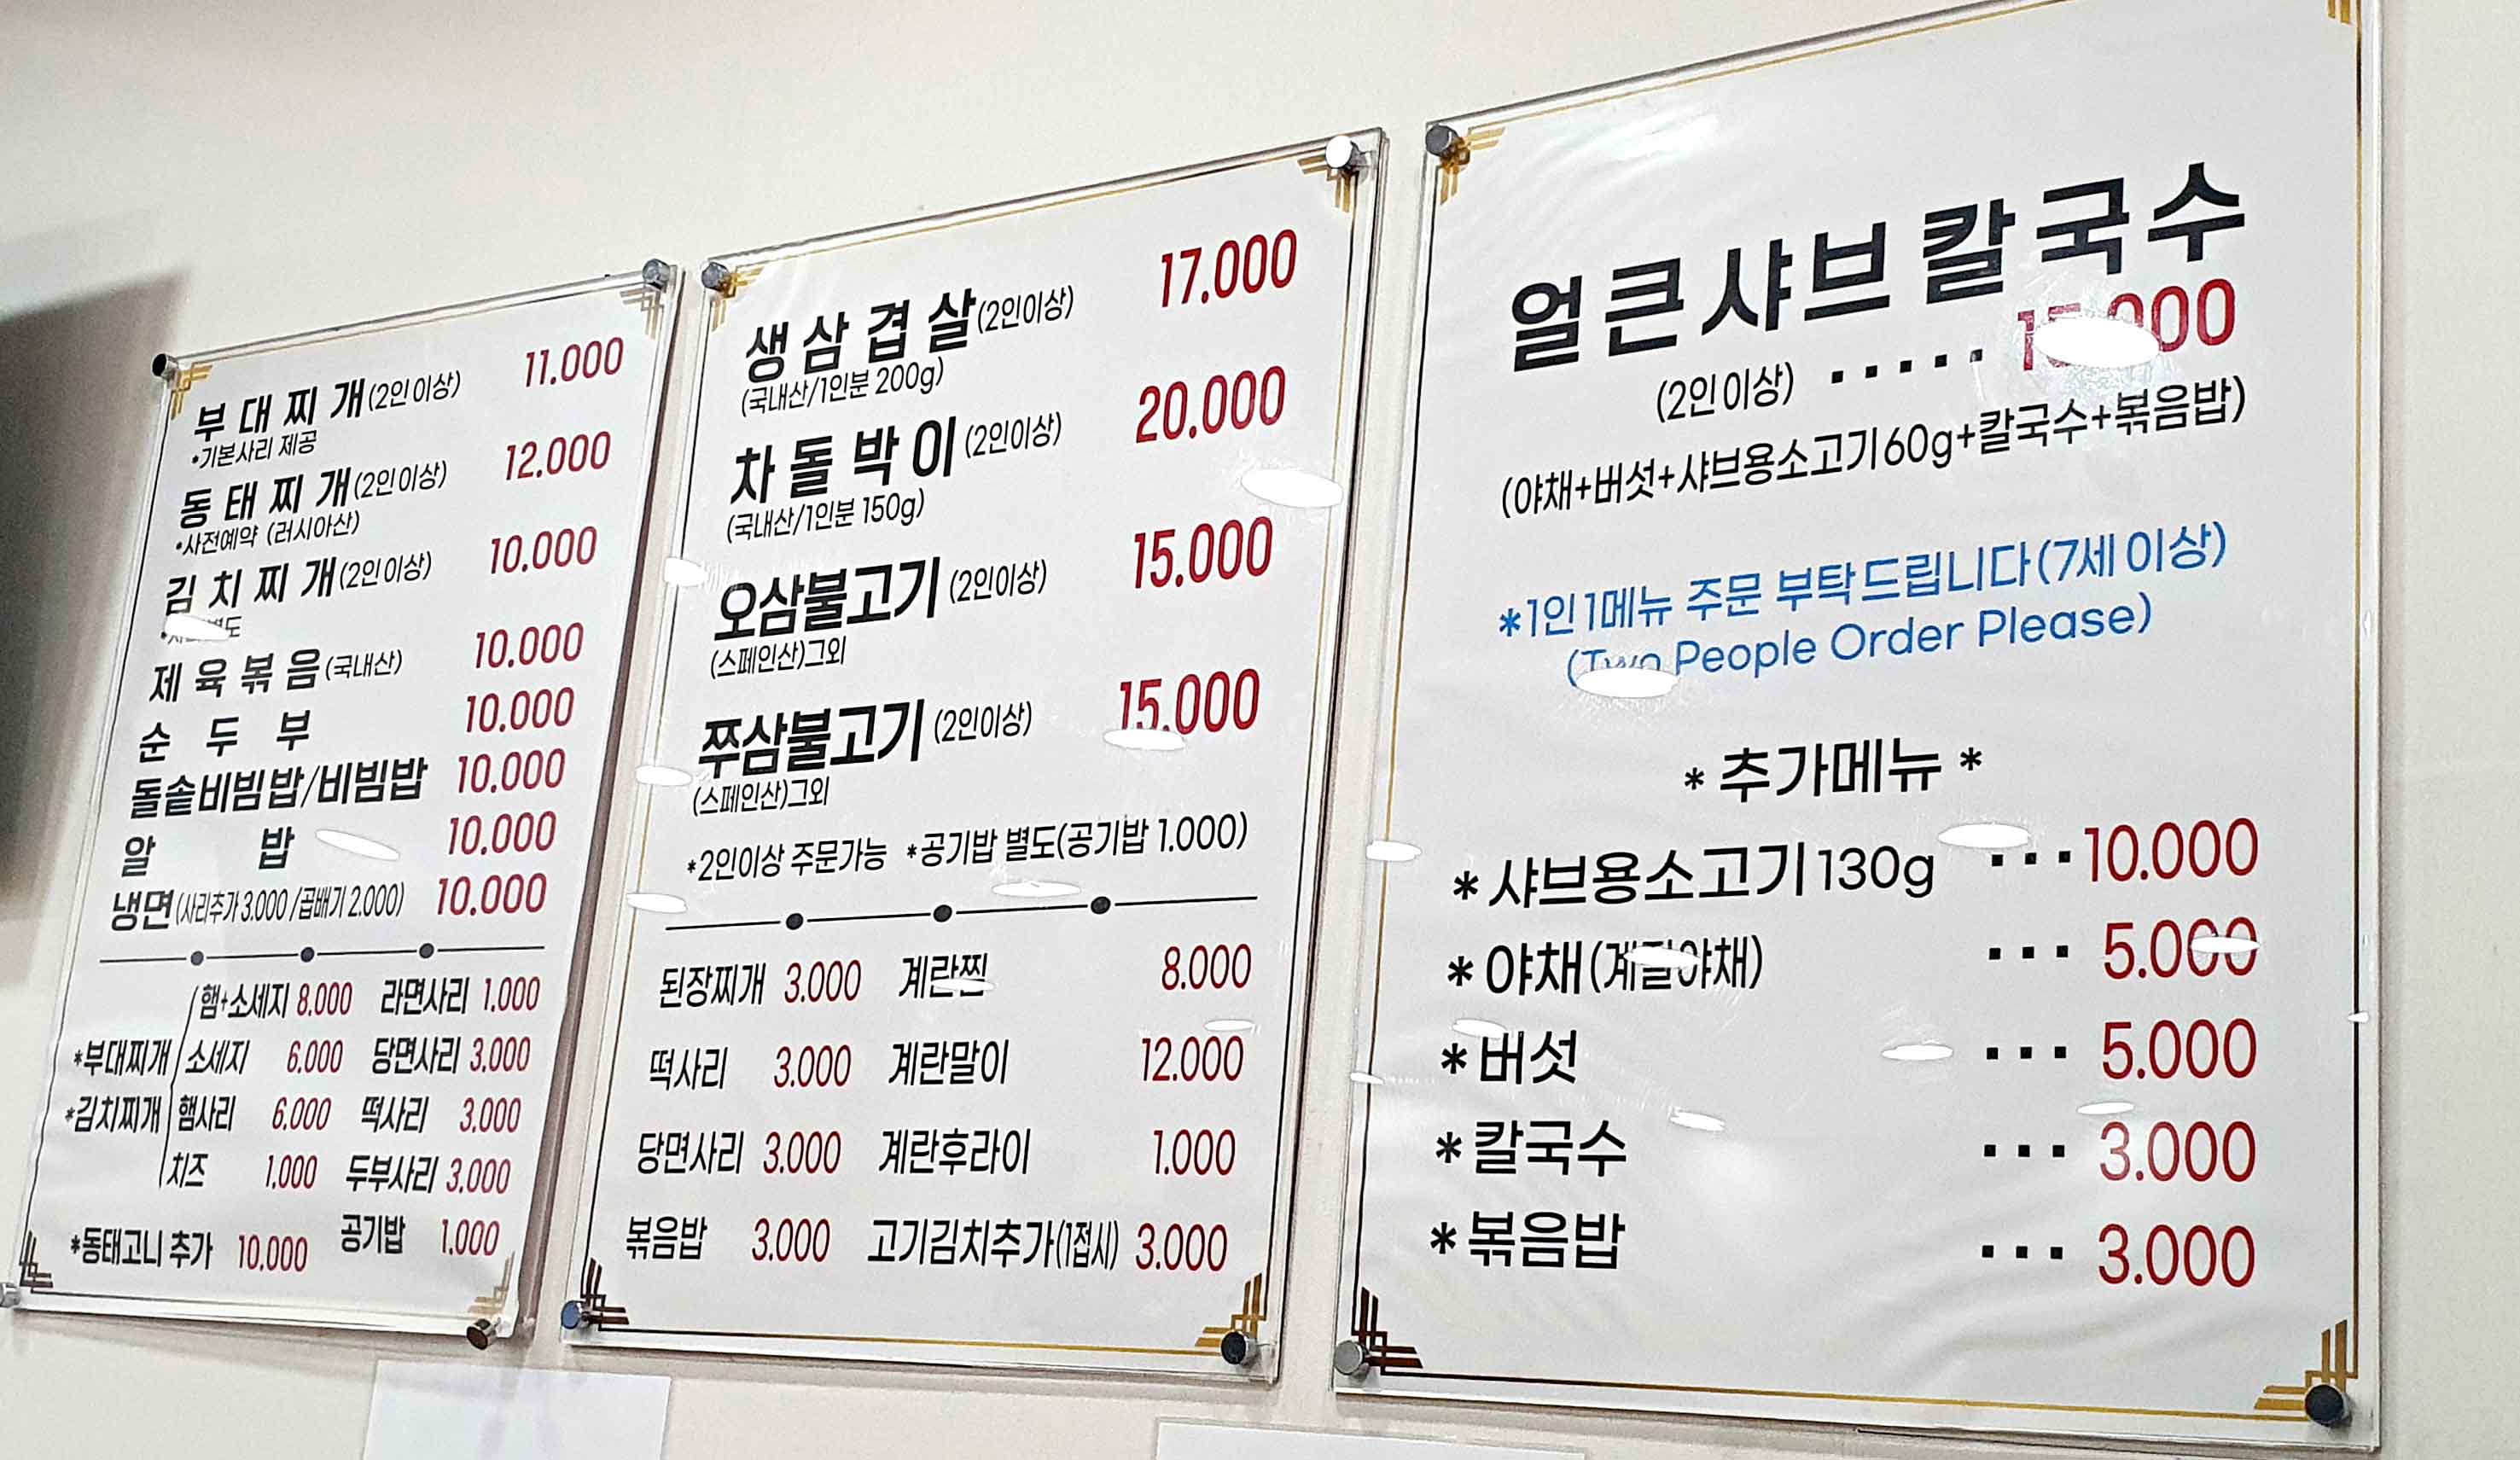 부대찌개(2인이상) 11.000
*기본사리 제공
동태찌개(2인이상) 12.000
*사전예약 (러시아산)
김치찌개(2인이상) 10.000
제육볶음(국내산) 10.000
순두부 10.000
돌솥비빔밥/비빔밥 10.000
알밥 10.000
냉면(사리추가 3.000/곱배기 2.000) 10.000
햄+소세지 8.000 라면사리 1.000
*부대찌개 소세지 6.000 당면사리 3.000
*김치찌개 햄사리 6.000 떡사리 3.000
치즈 1.000 두부사리 3.000
*동태고니 추가 10.000 공기밥 1.000
생삼겹살(2인이상) 17.000
(국내산/1인분 200g)
차돌박이(2인이상) 20.000
(국내산/1인분 150g)
오삼불고기(2인이상) 15.000
(스페인산)그외
쭈삼불고기(2인이상) 15.000
(스페인산)그외
*2인이상 주문가능 *공기밥 별도(공기밥 1.000)
된장찌개 3.000 계란찜 8.000
떡사리 3.000 계란말이 12.000
당면사리 3.000 계란후라이 1.000
볶음밥 3.000 고기김치추가(1접시) 3.000
얼큰샤브칼국수
(2인이상) .....
(야채+버섯+샤브용소고기60g+칼국수+볶음밥)
*1인1메뉴 주문 부탁드립니다(7세이상)
(Two People Order Please)
*추가메뉴*
*샤브용소고기130g ...10.000
*야채(계절야채) ... 5.000
*버섯 ... 5.000
*칼국수 ... 3.000
*볶음밥 ... 3.000